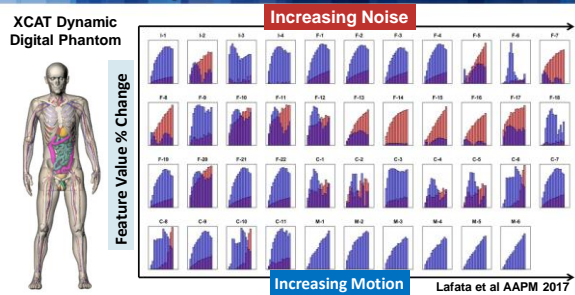 XCAT Dynamic
Digital Phantom
Increasing Noise
Feature Value % Change
I-1 I-2 I-3 I-4 F-1 F-2 F-3 F-4 F-5 F-6 F-7
F-8 F-9 F-10 F-11 F-12 F-13 F-14 F-15 F-16 F-17 F-18
F-19 F-20 F-21 F-22 C-1 C-2 C-3 C-4 C-5 C-6 C-7
C-8 C-9 C-10 C-11 M-1 M-2 M-3 M-4 M-5 M-6
Increasing Motion
Lafata et al AAPM 2017